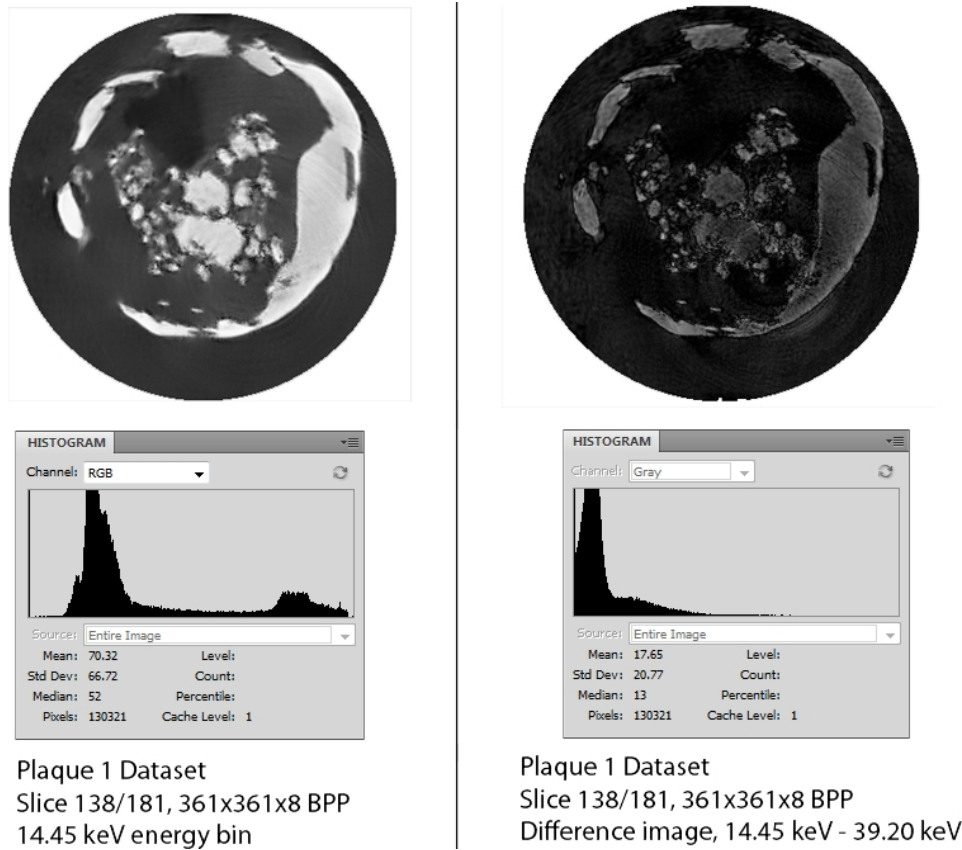 HISTOGRAM
Channel: RGB
Source: Entire Image
Mean: 70.32 Level:
Std Dev: 66.72 Count:
Median: 52 Percentile:
Pixels: 130321 Cache Level: 1
Plaque 1 Dataset
Slice 138/181, 361x361x8 BPP
14.45 keV energy bin
HISTOGRAM
Channel: Gray
Source: Entire Image
Mean: 17.65 Level:
Std Dev: 20.77 Count:
Median: 13 Percentile:
Pixels: 130321 Cache Level: 1
Plaque 1 Dataset
Slice 138/181, 361x361x8 BPP
Difference image, 14.45 keV - 39.20 keV